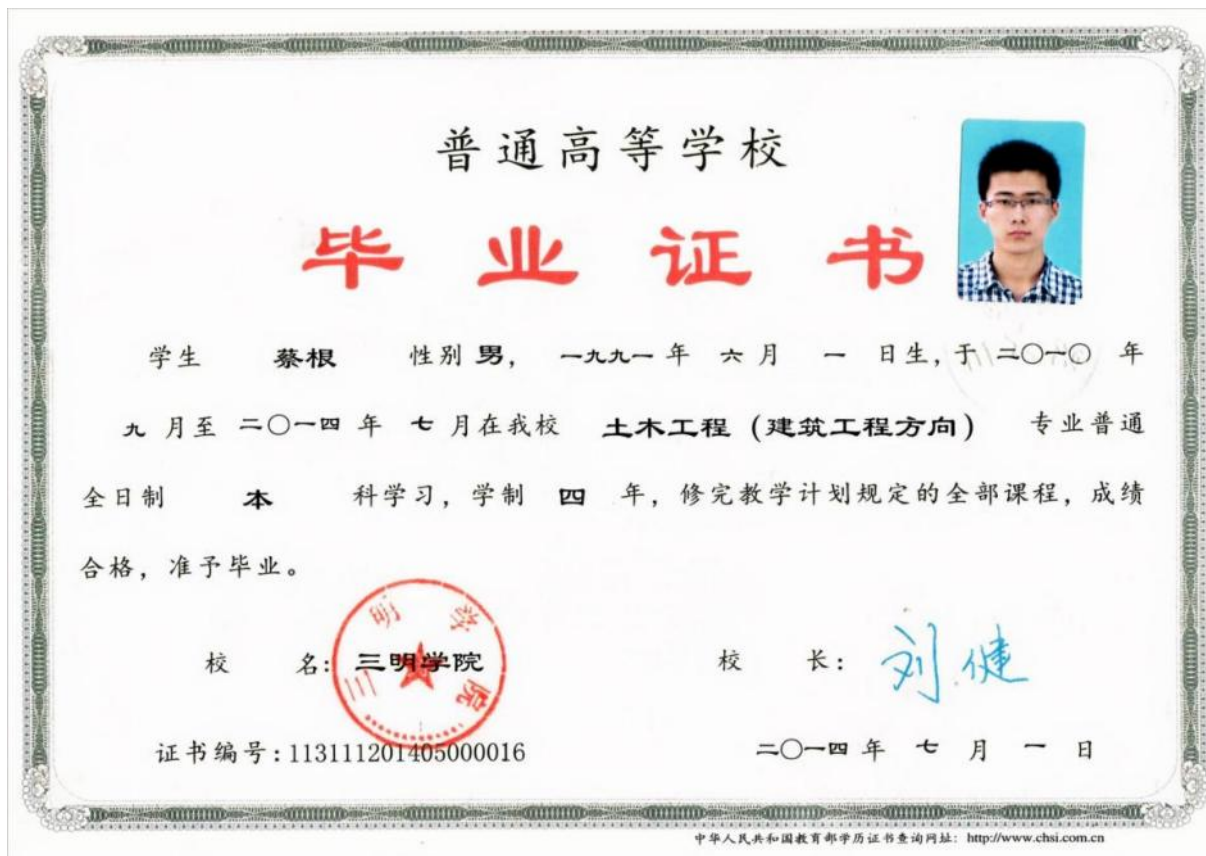 普通高等学校
毕业证书
学生 蔡根 性别 男， 一九九一 年 六 月 一 日生，于 二〇一〇 年
九 月至 二〇一四 年 七 月在我校 土木工程（建筑工程方向） 专业普通
全日制 本 科学习，学制 四 年，修完教学计划规定的全部课程，成绩
合格，准予毕业。
校 名：三明学院 校 长：刘健
三明学院
证书编号：113111201405000016 二〇一四 年 七 月 一 日
中华人民共和国教育部学历证书查询网址：http://www.chsi.com.cn